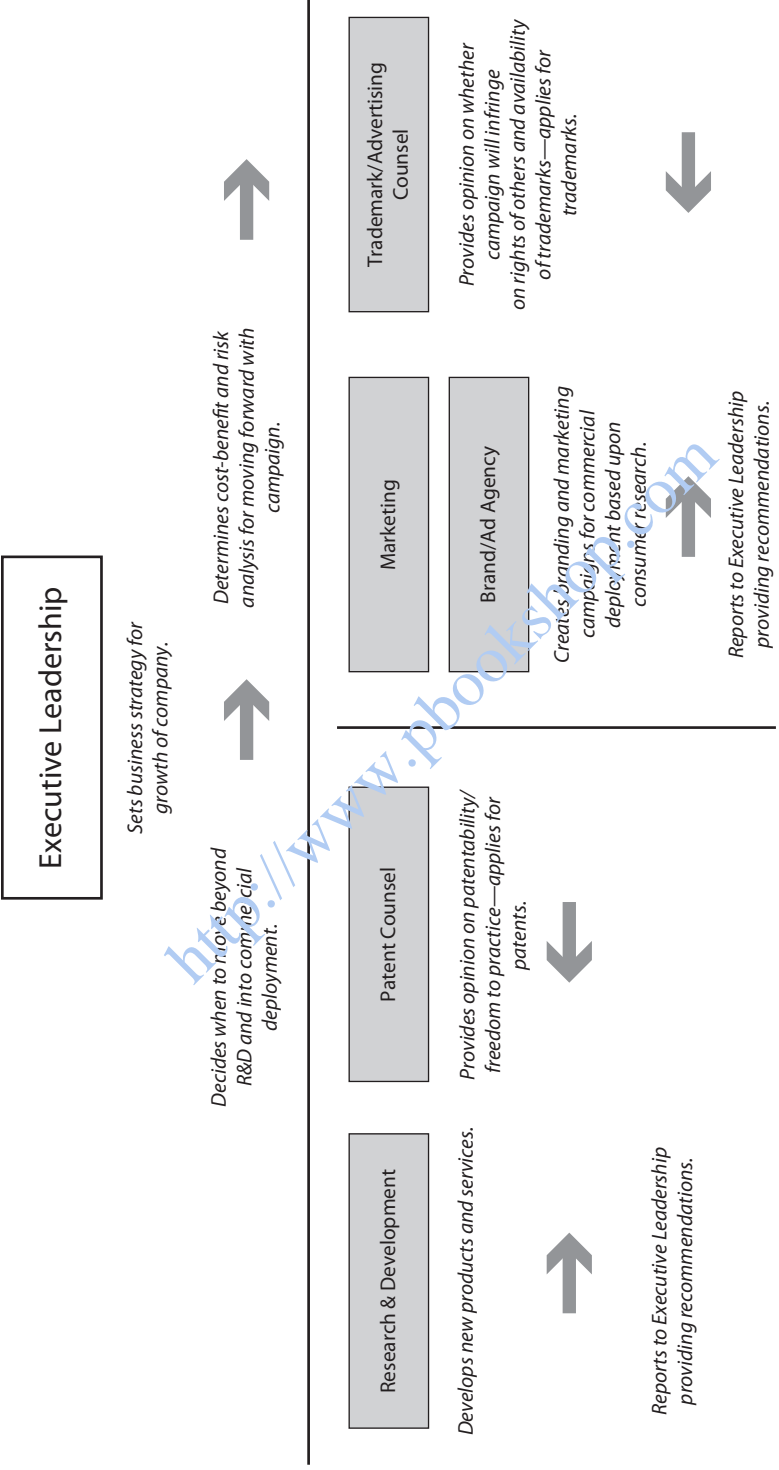 Executive Leadership
Sets business strategy for
growth of company.
Decides when to move beyond
R&D and into commercial
deployment.
Determines cost-benefit and risk
analysis for moving forward with
campaign.
Research & Development
Develops new products and services.
Reports to Executive Leadership
providing recommendations.
Patent Counsel
Provides opinion on patentability/
freedom to practice—applies for
patents.
Marketing
Brand/Ad Agency
Creates branding and marketing
campaigns for commercial
deployment based upon
consumer research.
Reports to Executive Leadership
providing recommendations.
Trademark/Advertising
Counsel
Provides opinion on whether
campaign will infringe
on rights of others and availability
of trademarks—applies for
trademarks.
http://www.pbookshop.com